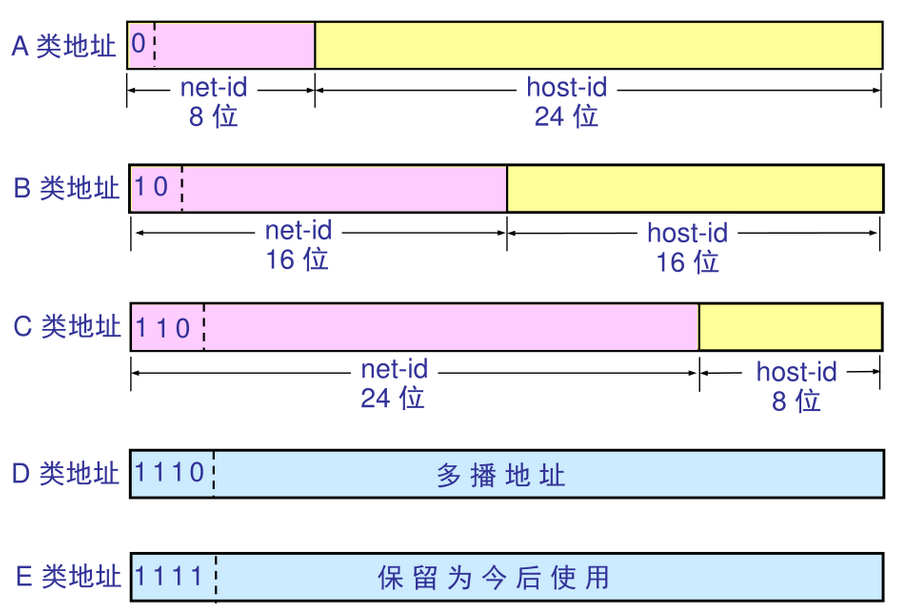 A 类地址 0
net-id host-id
8 位 24 位
B 类地址 1 0
net-id host-id
16 位 16 位
C 类地址 1 1 0
net-id host-id
24 位 8 位
D 类地址 1 1 1 0 多播地址
E 类地址 1 1 1 1 保留为今后使用